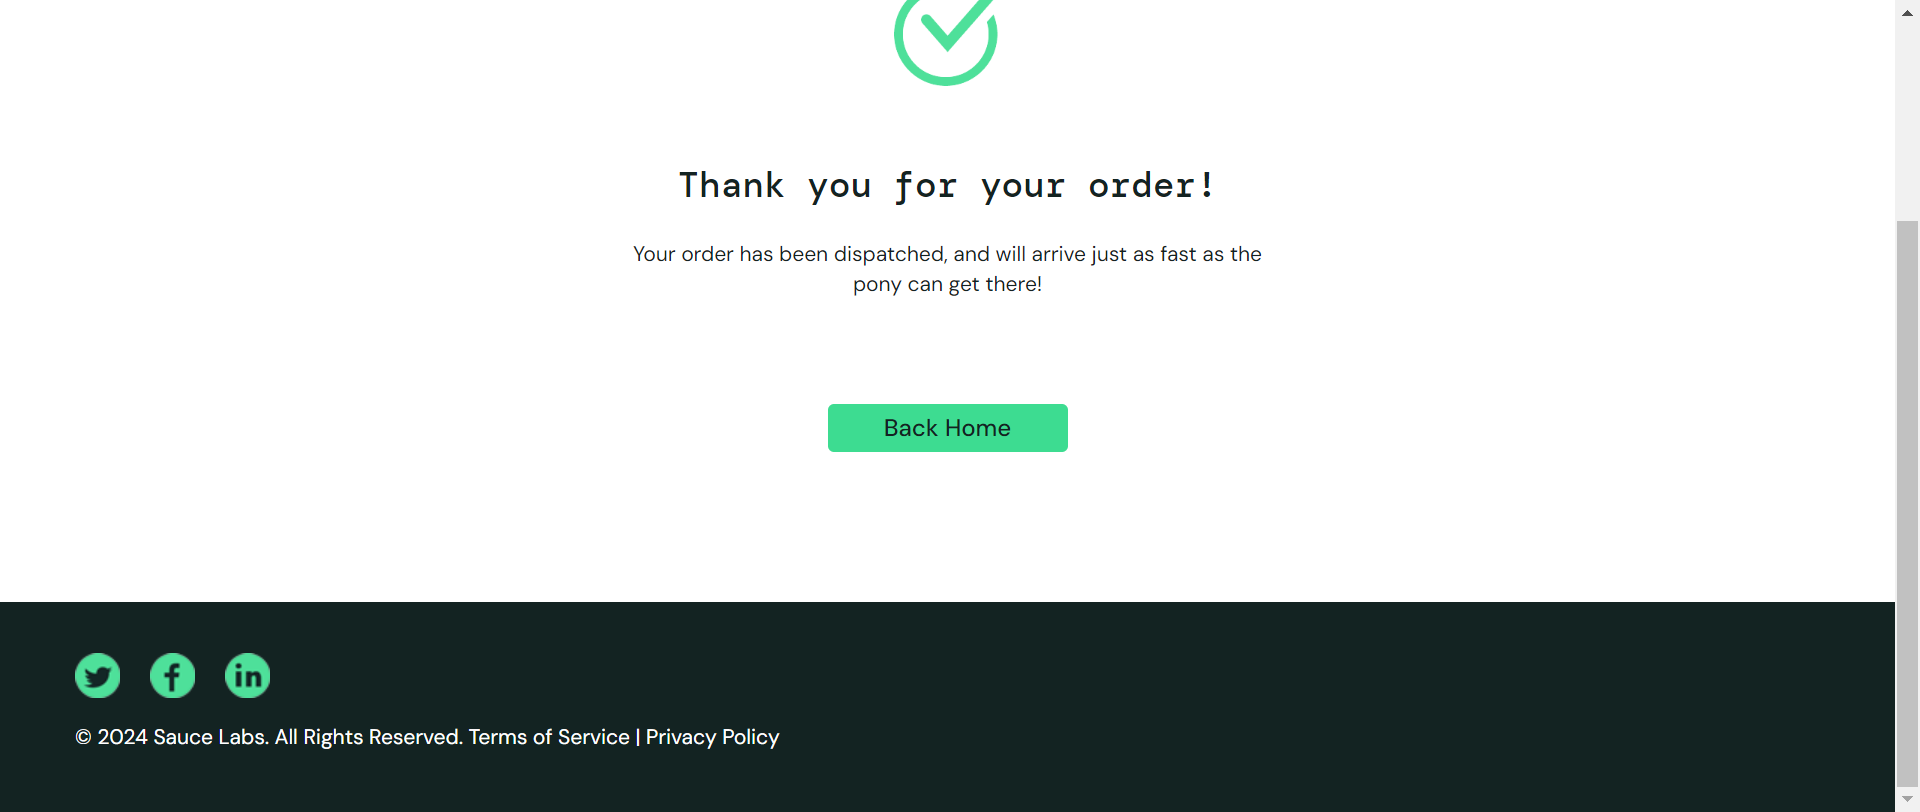 Thank you for your order!
Your order has been dispatched, and will arrive just as fast as the
pony can get there!
Back Home
© 2024 Sauce Labs. All Rights Reserved. Terms of Service | Privacy Policy